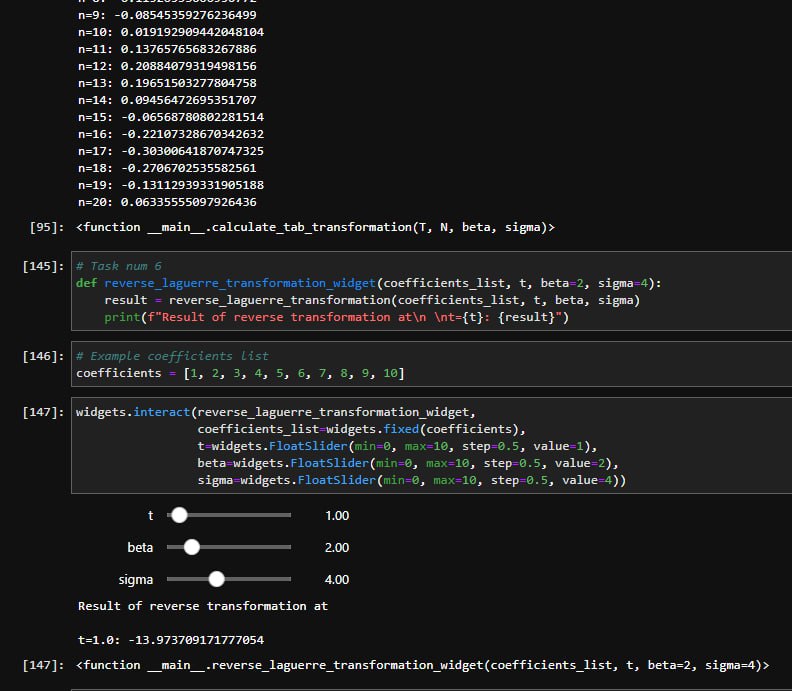 n=9: -0.08545359276236499
n=10: 0.019192909442048104
n=11: 0.13765765683267886
n=12: 0.20884079319498156
n=13: 0.19651503277804758
n=14: 0.09456472695351707
n=15: -0.06568780802281514
n=16: -0.22107328670342632
n=17: -0.30300641870747325
n=18: -0.2706702535582561
n=19: -0.13112939331905188
n=20: 0.06335555097926436
[95]: <function __main__.calculate_tab_transformation(T, N, beta, sigma)>
[145]: # Task num 6
def reverse_laguerre_transformation_widget(coefficients_list, t, beta=2, sigma=4):
    result = reverse_laguerre_transformation(coefficients_list, t, beta, sigma)
    print(f"Result of reverse transformation at\n \nt={t}: {result}")
[146]: # Example coefficients list
coefficients = [1, 2, 3, 4, 5, 6, 7, 8, 9, 10]
[147]: widgets.interact(reverse_laguerre_transformation_widget,
                 coefficients_list=widgets.fixed(coefficients),
                 t=widgets.FloatSlider(min=0, max=10, step=0.5, value=1),
                 beta=widgets.FloatSlider(min=0, max=10, step=0.5, value=2),
                 sigma=widgets.FloatSlider(min=0, max=10, step=0.5, value=4))
t 1.00
beta 2.00
sigma 4.00
Result of reverse transformation at
t=1.0: -13.973709171777054
[147]: <function __main__.reverse_laguerre_transformation_widget(coefficients_list, t, beta=2, sigma=4)>